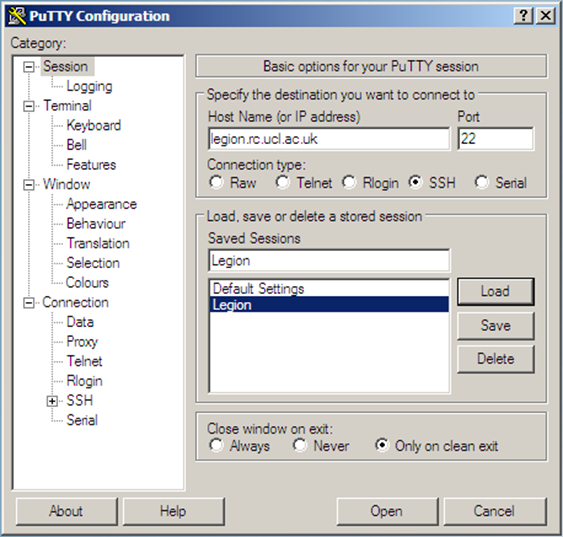 PuTTY Configuration
Category:
Session
Logging
Terminal
Keyboard
Bell
Features
Window
Appearance
Behaviour
Translation
Selection
Colours
Connection
Data
Proxy
Telnet
Rlogin
SSH
Serial
Basic options for your PuTTY session
Specify the destination you want to connect to
Host Name (or IP address) Port
legion.rc.ucl.ac.uk 22
Connection type:
Raw Telnet Rlogin SSH Serial
Load, save or delete a stored session
Saved Sessions
Legion
Default Settings
Legion
Load
Save
Delete
Close window on exit:
Always Never Only on clean exit
About Help Open Cancel